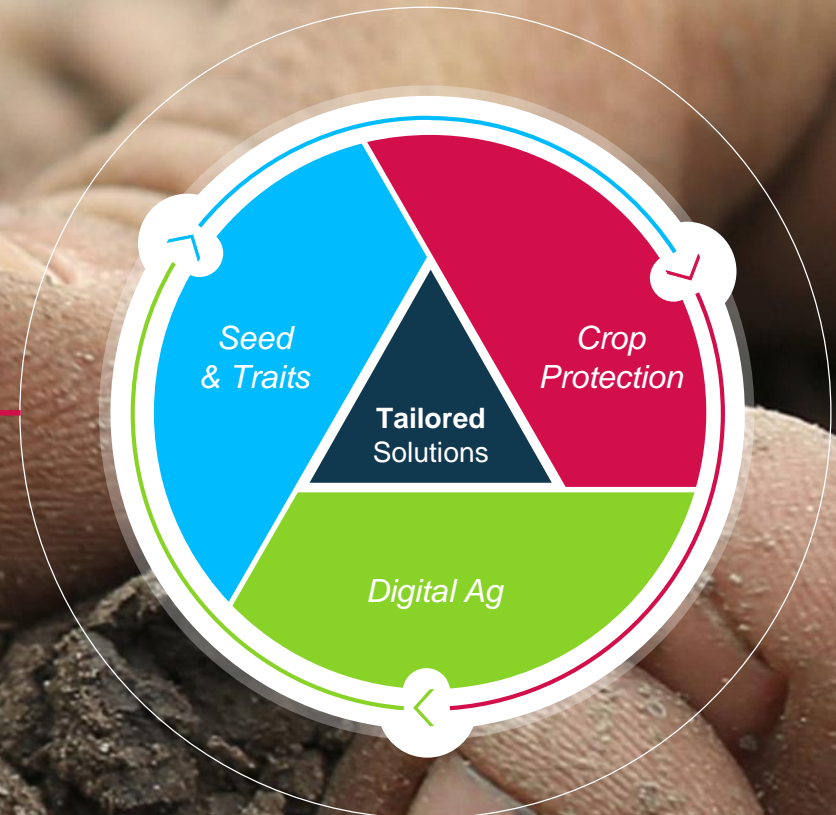 Seed
& Traits
Crop
Protection
Tailored
Solutions
Digital Ag